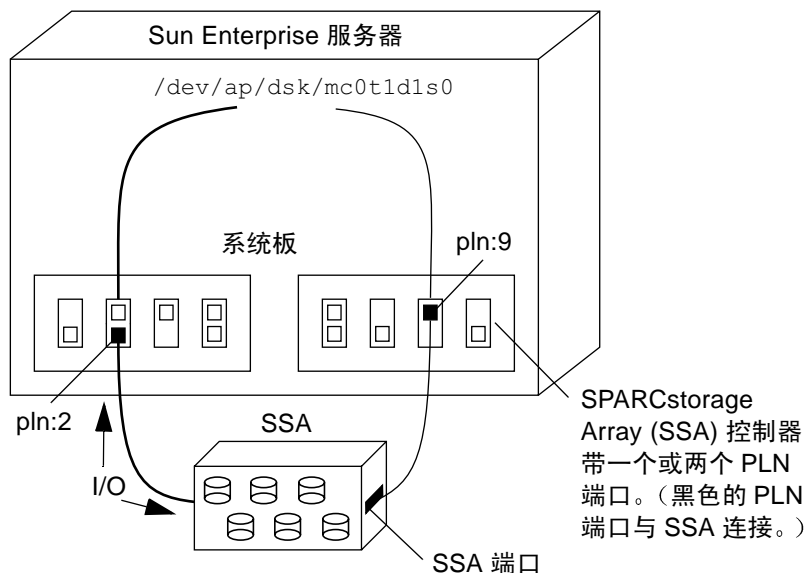 Sun Enterprise 服务器
/dev/ap/dsk/mc0t1d1s0
系统板
pln:9
pln:2
SSA
I/O
SPARCstorage
Array (SSA) 控制器
带一个或两个 PLN
端口。（黑色的 PLN
端口与 SSA 连接。）
SSA 端口